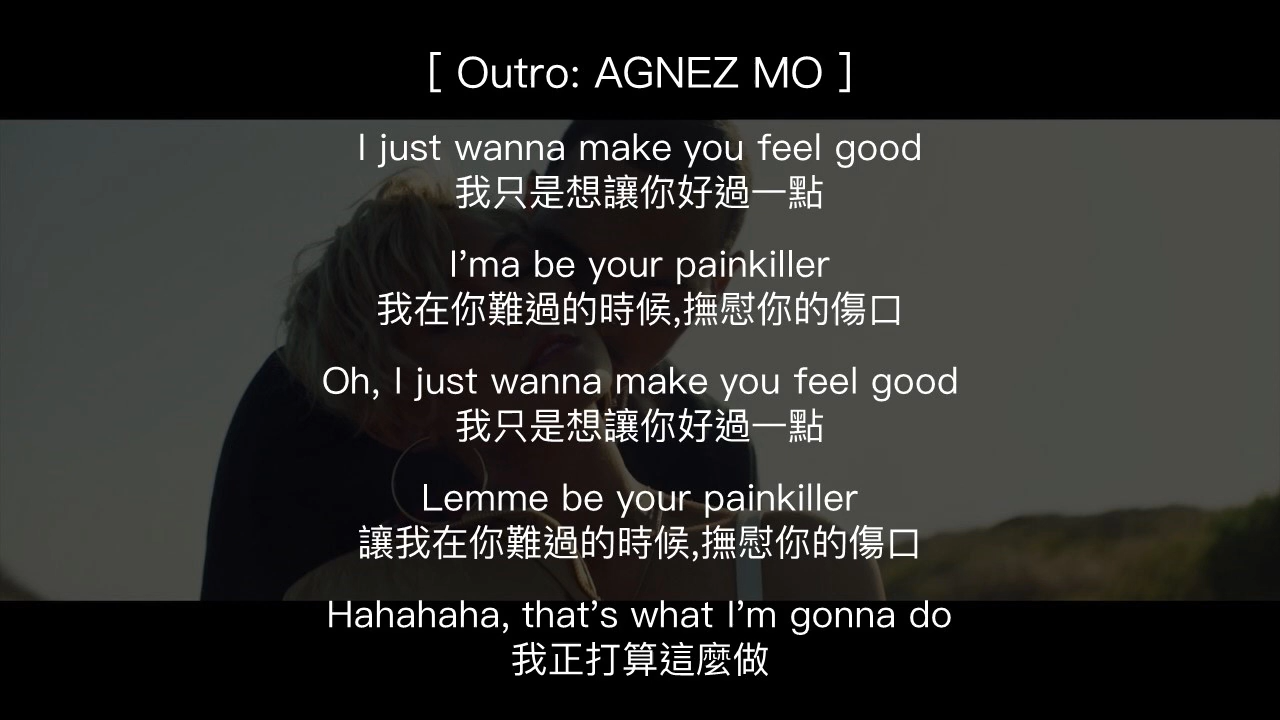 [ Outro: AGNEZ MO ]
I just wanna make you feel good
我只是想讓你好過一點
I’ma be your painkiller
我在你難過的時候,撫慰你的傷口
Oh, I just wanna make you feel good
我只是想讓你好過一點
Lemme be your painkiller
讓我在你難過的時候,撫慰你的傷口
Hahahaha, that’s what I’m gonna do
我正打算這麼做